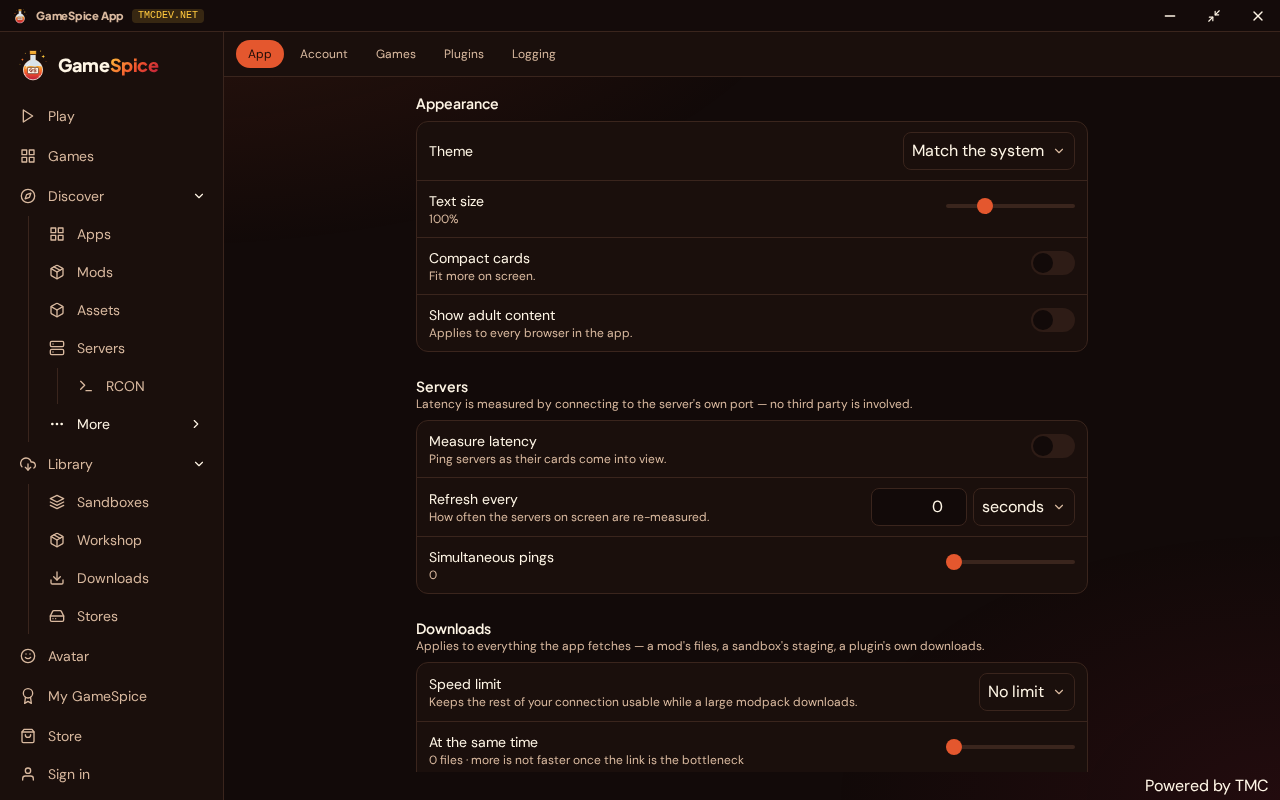 GameSpice App TMCDEV.NET
GameSpice
Play
Games
Discover
Apps
Mods
Assets
Servers
RCON
More
Library
Sandboxes
Workshop
Downloads
Stores
Avatar
My GameSpice
Store
Sign in
App Account Games Plugins Logging
Appearance
Theme Match the system
Text size
100%
Compact cards
Fit more on screen.
Show adult content
Applies to every browser in the app.
Servers
Latency is measured by connecting to the server's own port — no third party is involved.
Measure latency
Ping servers as their cards come into view.
Refresh every 0 seconds
How often the servers on screen are re-measured.
Simultaneous pings
0
Downloads
Applies to everything the app fetches — a mod's files, a sandbox's staging, a plugin's own downloads.
Speed limit No limit
Keeps the rest of your connection usable while a large modpack downloads.
At the same time
0 files · more is not faster once the link is the bottleneck
Powered by TMC